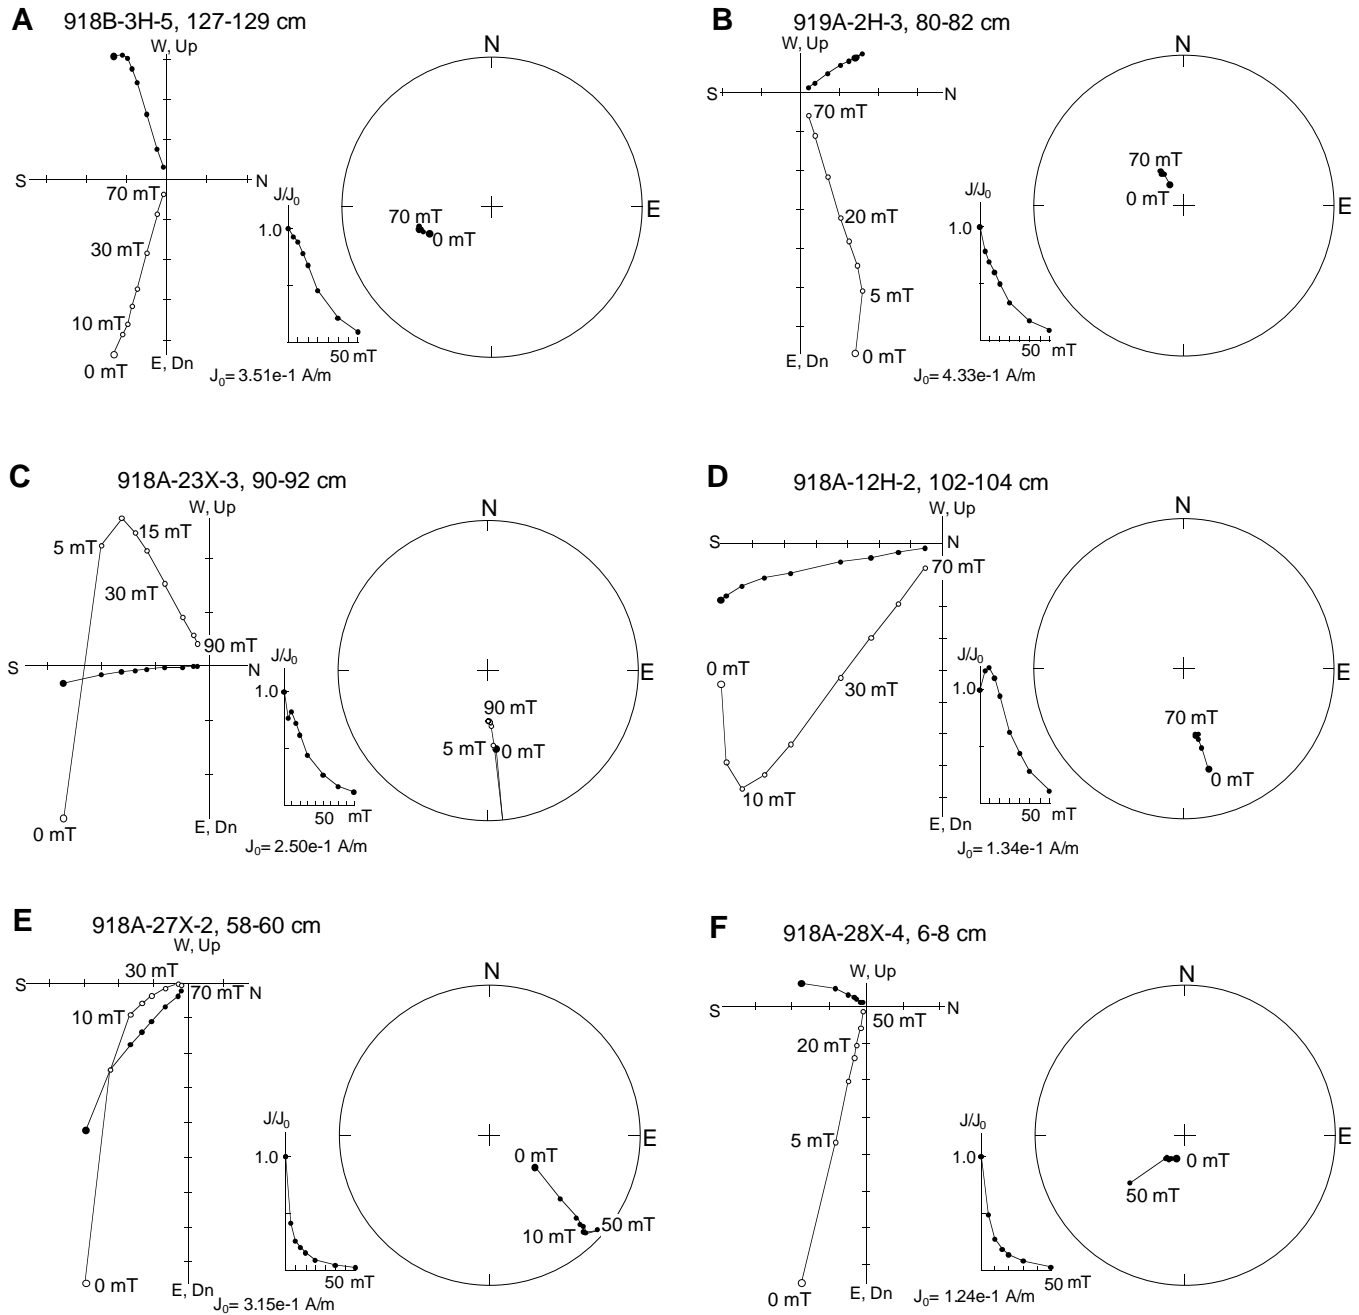 A
918B-3H-5, 127-129 cm
W, Up
S
N
70 mT
30 mT
10 mT
0 mT
E, Dn
J/J0
1.0
50 mT
J0= 3.51e-1 A/m
N
E
70 mT
0 mT
B
919A-2H-3, 80-82 cm
W, Up
S
N
70 mT
20 mT
5 mT
0 mT
E, Dn
J/J0
1.0
50 mT
J0= 4.33e-1 A/m
N
E
70 mT
0 mT
C
918A-23X-3, 90-92 cm
W, Up
5 mT
15 mT
30 mT
90 mT
S
N
0 mT
E, Dn
J/J0
1.0
50 mT
J0= 2.50e-1 A/m
N
E
90 mT
5 mT
0 mT
D
918A-12H-2, 102-104 cm
W, Up
S
N
70 mT
0 mT
30 mT
10 mT
E, Dn
J/J0
1.0
50 mT
J0= 1.34e-1 A/m
N
E
70 mT
0 mT
E
918A-27X-2, 58-60 cm
W, Up
30 mT
S
70 mT
N
10 mT
0 mT
E, Dn
J/J0
1.0
50 mT
J0= 3.15e-1 A/m
N
E
0 mT
10 mT
50 mT
F
918A-28X-4, 6-8 cm
W, Up
S
N
50 mT
20 mT
5 mT
0 mT
E, Dn
J/J0
1.0
50 mT
J0= 1.24e-1 A/m
N
E
0 mT
50 mT